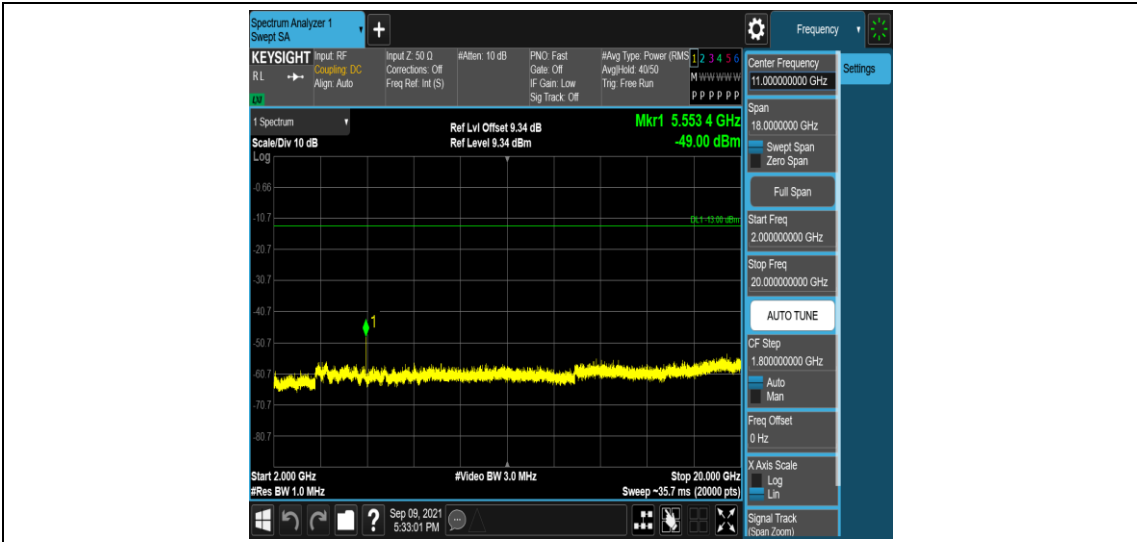 Spectrum Analyzer 1
Swept SA
+
Frequency
KEYSIGHT
RL
LXI
Input: RF
Coupling: DC
Align: Auto
Input Z: 50 Ω
Corrections: Off
Freq Ref: Int (S)
#Atten: 10 dB
PNO: Fast
Gate: Off
IF Gain: Low
Sig Track: Off
#Avg Type: Power (RMS
Avg|Hold: 40/50
Trig: Free Run
1 2 3 4 5 6
M W W W W W
P P P P P P
1 Spectrum
Scale/Div 10 dB
Log
Ref Lvl Offset 9.34 dB
Ref Level 9.34 dBm
Mkr1 5.553 4 GHz
-49.00 dBm
-0.66
-10.7
DL1 -13.00 dBm
-20.7
-30.7
-40.7
1
-50.7
-60.7
-70.7
-80.7
Start 2.000 GHz
#Res BW 1.0 MHz
#Video BW 3.0 MHz
Stop 20.000 GHz
Sweep ~35.7 ms (20000 pts)
?
Sep 09, 2021
5:33:01 PM
Center Frequency
11.000000000 GHz
Settings
Span
18.0000000 GHz
Swept Span
Zero Span
Full Span
Start Freq
2.000000000 GHz
Stop Freq
20.000000000 GHz
AUTO TUNE
CF Step
1.800000000 GHz
Auto
Man
Freq Offset
0 Hz
X Axis Scale
Log
Lin
Signal Track
(Span Zoom)